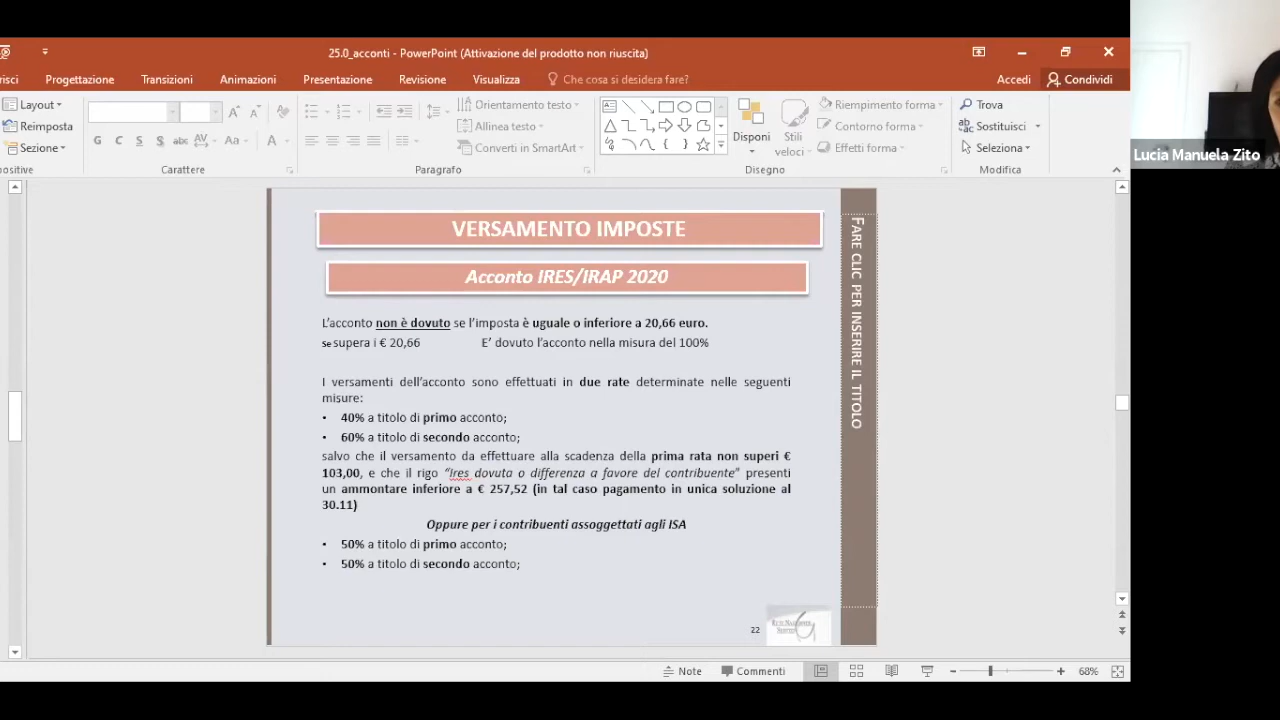 25.0_acconti - PowerPoint (Attivazione del prodotto non riuscita)
risci Progettazione Transizioni Animazioni Presentazione Revisione Visualizza Che cosa si desidera fare? Accedi Condividi
Layout
Reimposta
Sezione
G C S S abc AV Aa A
Orientamento testo
Allinea testo
Converti in SmartArt
Disponi
Stili veloci
Riempimento forma
Contorno forma
Effetti forma
Trova
Sostituisci
Seleziona
positive Carattere Paragrafo Disegno Modifica
Lucia Manuela Zito
VERSAMENTO IMPOSTE
Acconto IRES/IRAP 2020
L’acconto non è dovuto se l’imposta è uguale o inferiore a 20,66 euro.
se supera i € 20,66 E’ dovuto l’acconto nella misura del 100%
I versamenti dell’acconto sono effettuati in due rate determinate nelle seguenti
misure:
• 40% a titolo di primo acconto;
• 60% a titolo di secondo acconto;
salvo che il versamento da effettuare alla scadenza della prima rata non superi €
103,00, e che il rigo “Ires dovuta o differenza a favore del contribuente” presenti
un ammontare inferiore a € 257,52 (in tal caso pagamento in unica soluzione al
30.11)
Oppure per i contribuenti assoggettati agli ISA
• 50% a titolo di primo acconto;
• 50% a titolo di secondo acconto;
22
FARE CLIC PER INSERIRE IL TITOLO
Note Commenti 68%